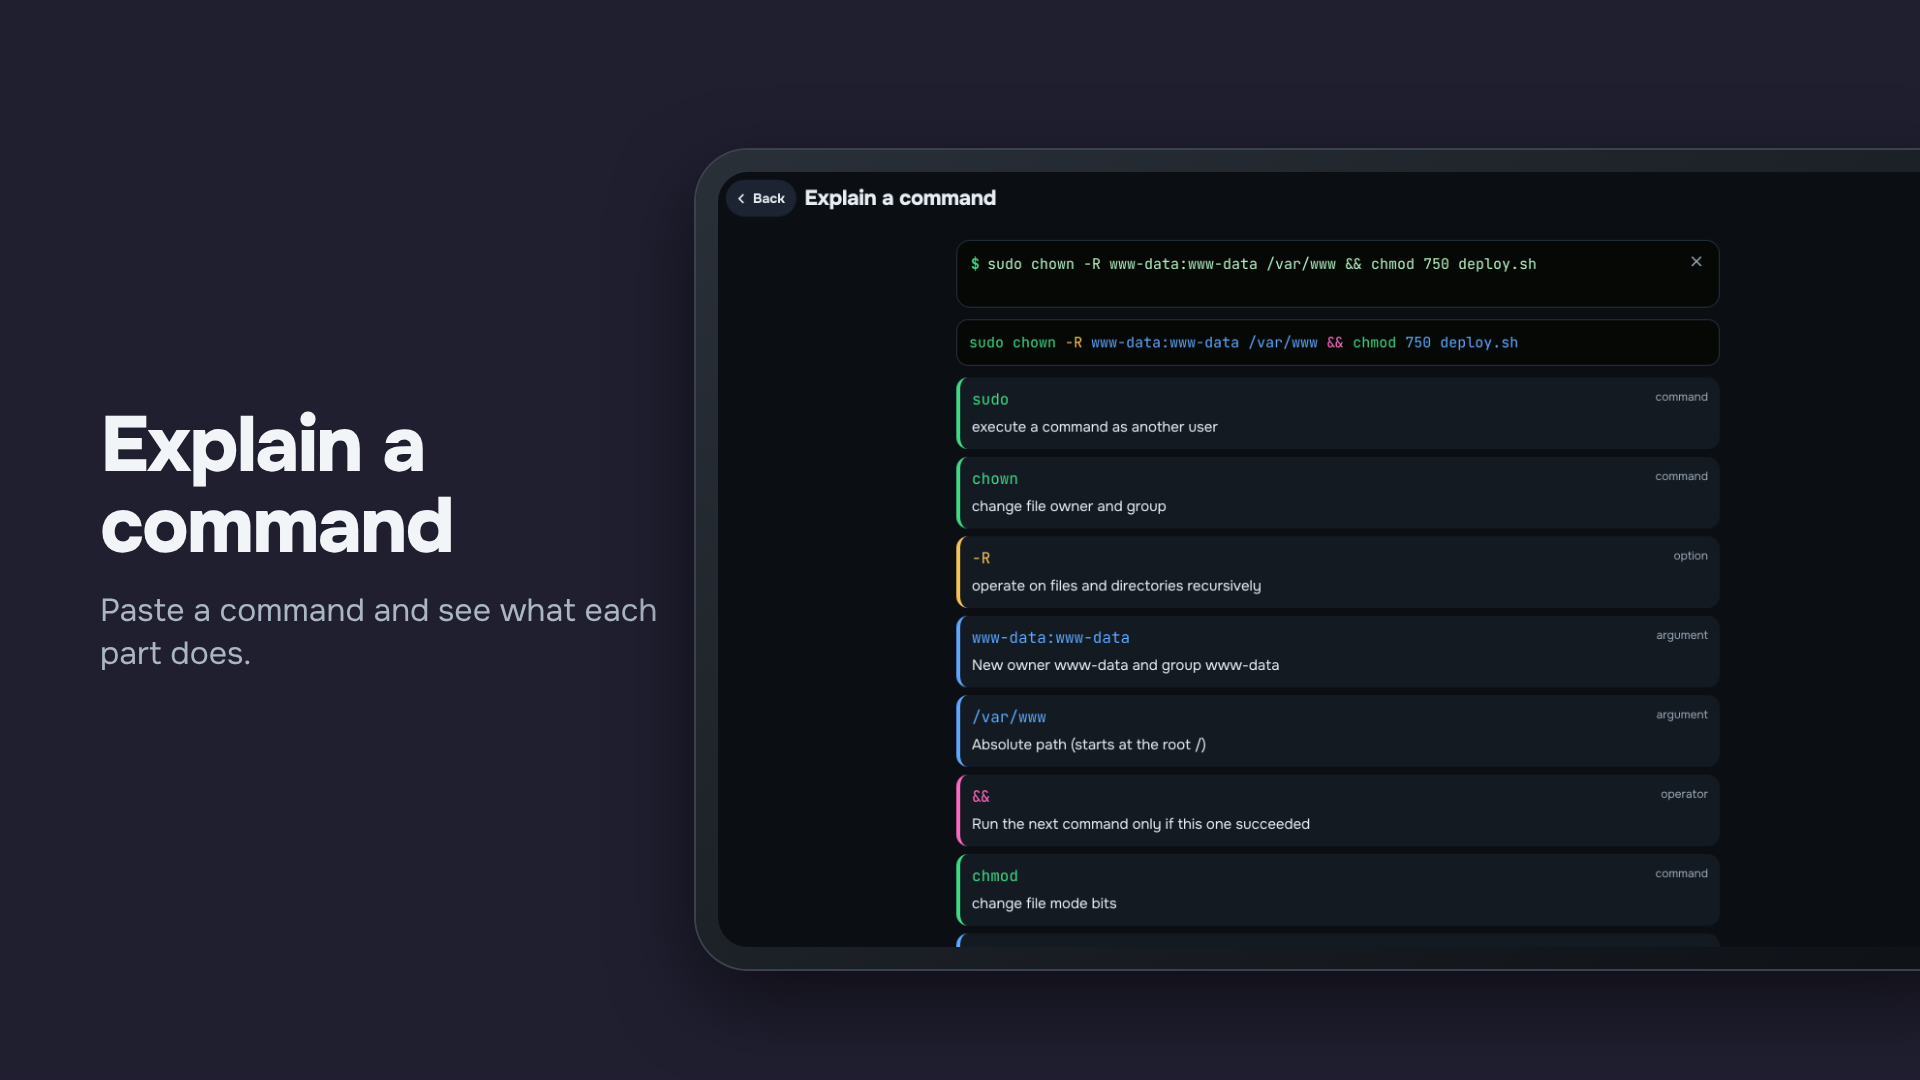 Explain a
command
Paste a command and see what each
part does.
Back
Explain a command
$ sudo chown -R www-data:www-data /var/www && chmod 750 deploy.sh
sudo chown -R www-data:www-data /var/www && chmod 750 deploy.sh
sudo
command
execute a command as another user
chown
command
change file owner and group
-R
option
operate on files and directories recursively
www-data:www-data
argument
New owner www-data and group www-data
/var/www
argument
Absolute path (starts at the root /)
&&
operator
Run the next command only if this one succeeded
chmod
command
change file mode bits